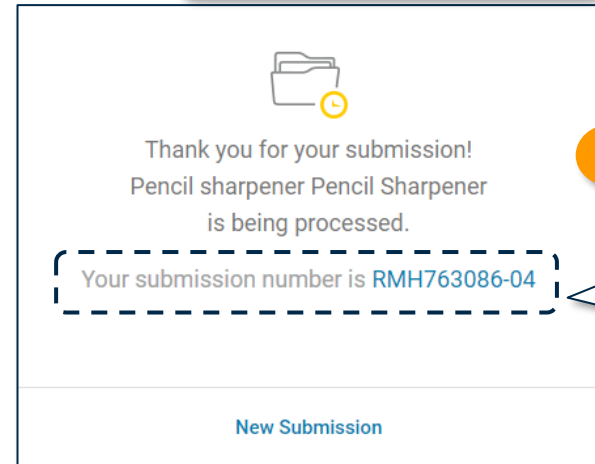 Thank you for your submission!
Pencil sharpener Pencil Sharpener
is being processed.
Your submission number is RMH763086-04
New Submission